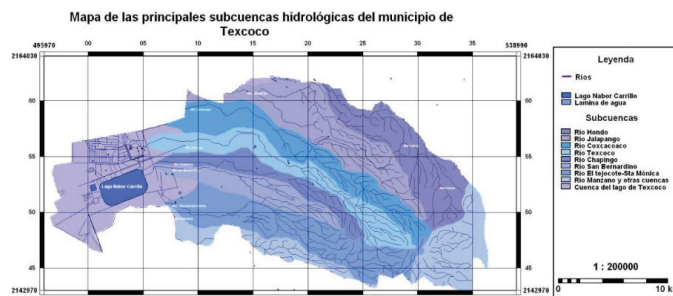 Mapa de las principales subcuencas hidrológicas del municipio de
Texcoco
495970
00
05
10
15
20
25
30
35
538990
2164030
2164030
60
60
55
55
50
50
45
45
2142970
2142970
Lago Nabor Carrillo
Leyenda
Ríos
Lago Nabor Carrillo
Lamina de agua
Subcuencas
Río Hondo
Río Jalapango
Río Coxcacoaco
Río Texcoco
Río Chapingo
Río San Bernardino
Río El tejocote-Sta Mónica
Río Manzano y otras cuencas
Cuenca del lago de Texcoco
1 : 200000
0
10 k